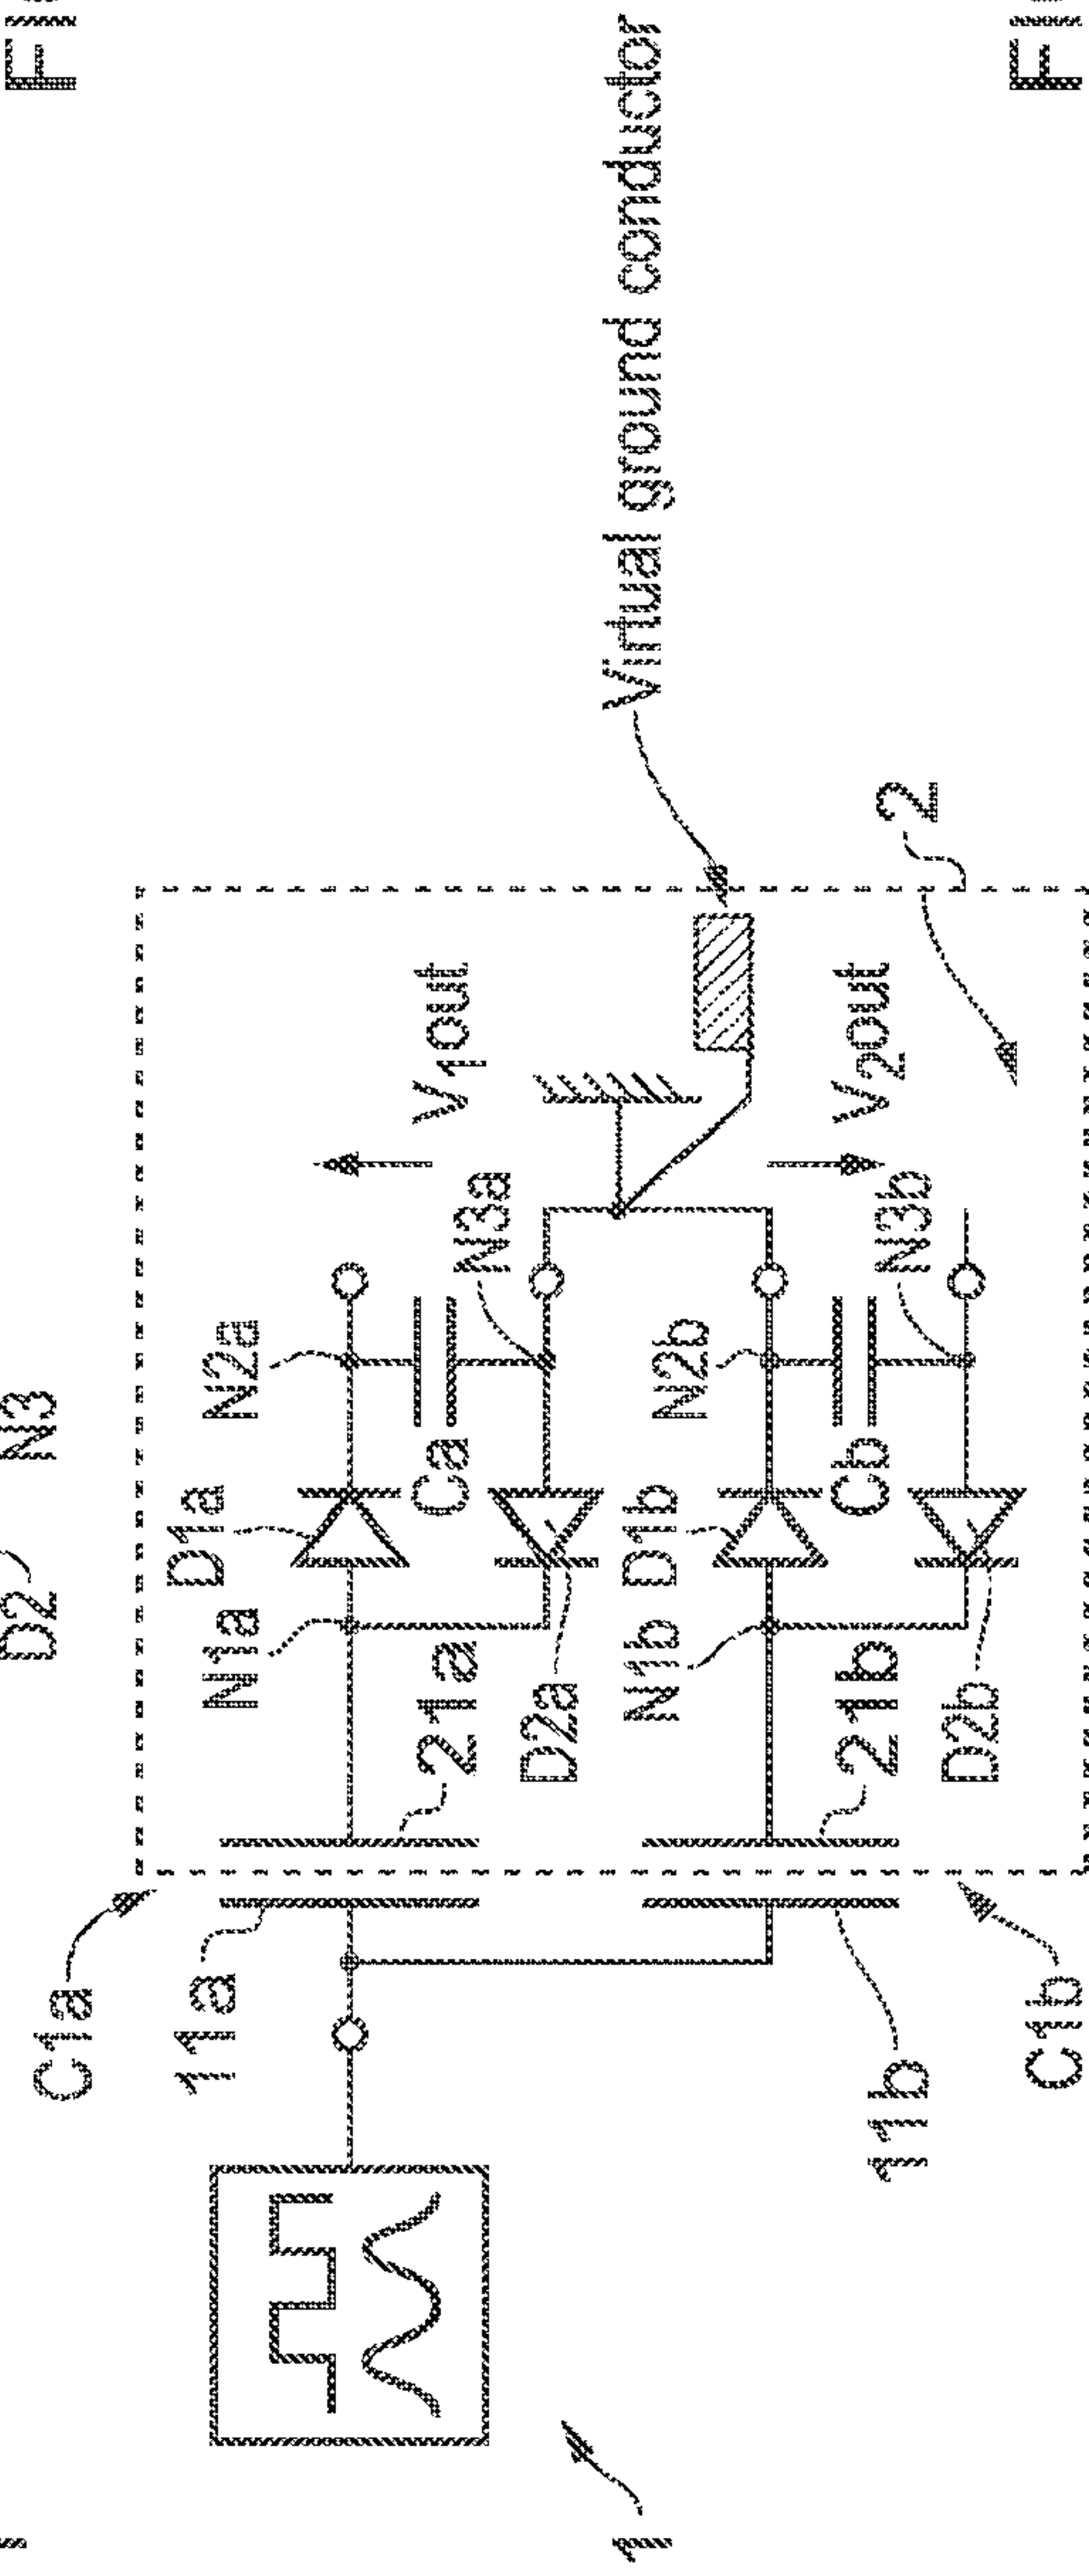 D2
N3
C1a
11a
N1a
D1a
N2a
21a
Ca
N3a
V1out
D2a
Virtual ground conductor
1
N1b
D1b
N2b
11b
21b
Cb
N3b
V2out
2
D2b
C1b